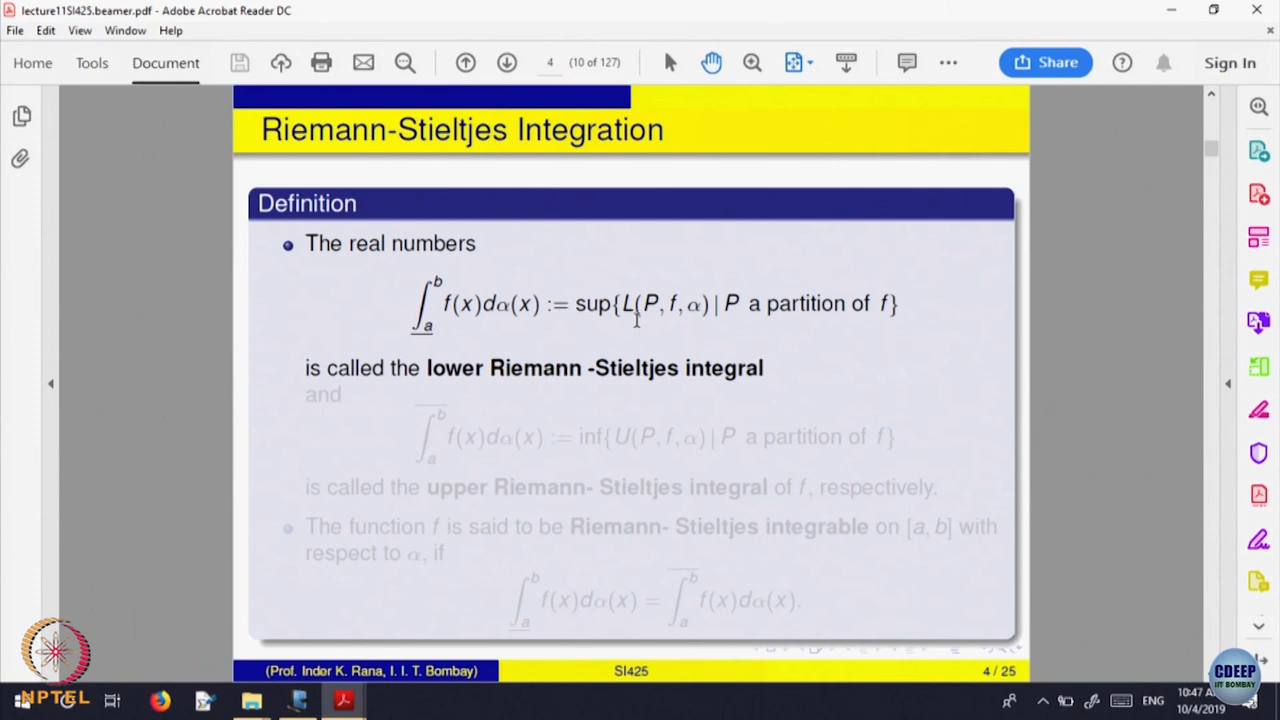 lecture11SI425.beamer.pdf - Adobe Acrobat Reader DC
File Edit View Window Help
Home Tools Document 4 (10 of 127) Share Sign In
Riemann-Stieltjes Integration
Definition
The real numbers
∫_a^b f(x)dα(x) := sup{L(P, f, α) | P a partition of f}
is called the lower Riemann -Stieltjes integral
and
∫_a^b f(x)dα(x) := inf{U(P, f, α) | P a partition of f}
is called the upper Riemann- Stieltjes integral of f, respectively.
The function f is said to be Riemann- Stieltjes integrable on [a, b] with
respect to α, if
∫_a^b f(x)dα(x) = ∫_a^b f(x)dα(x).
(Prof. Indor K. Rana, I. I. T. Bombay) SI425 4 / 25
NPTEL
CDEEP
IIT BOMBAY
ENG
10:47
10/4/2019